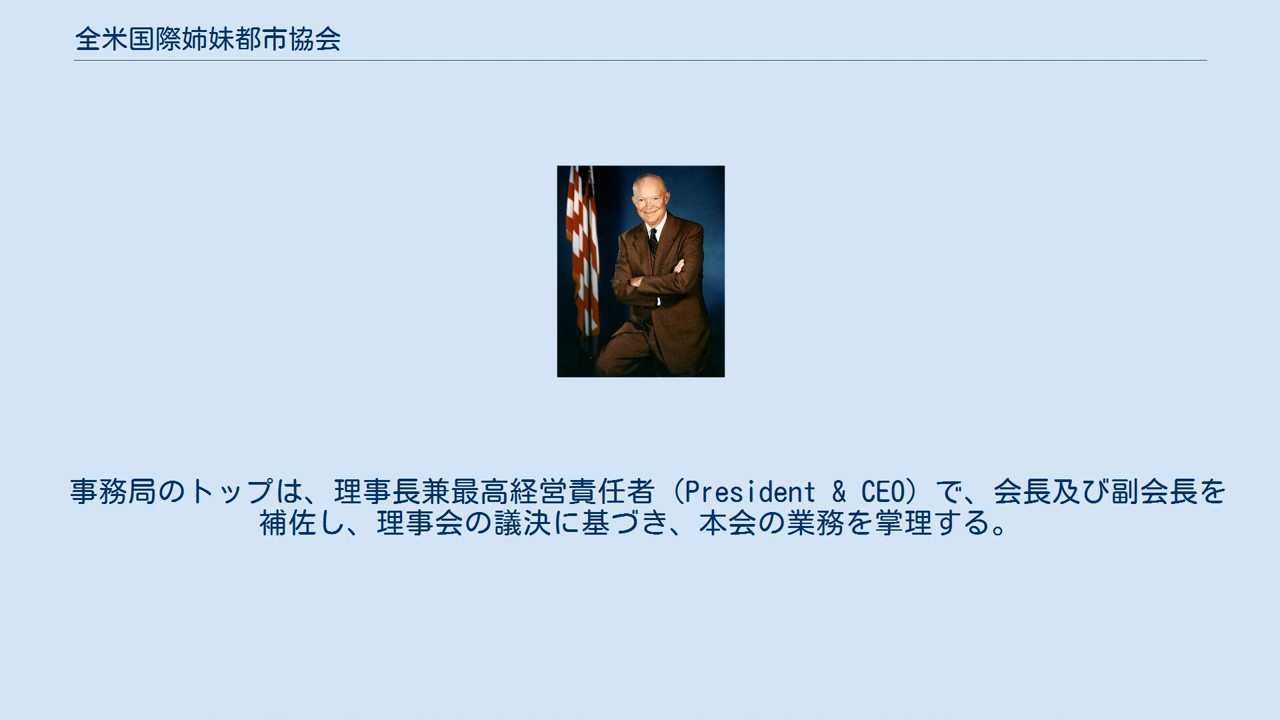 全米国際姉妹都市協会
事務局のトップは、理事長兼最高経営責任者（President & CEO）で、会長及び副会長を
補佐し、理事会の議決に基づき、本会の業務を掌理する。